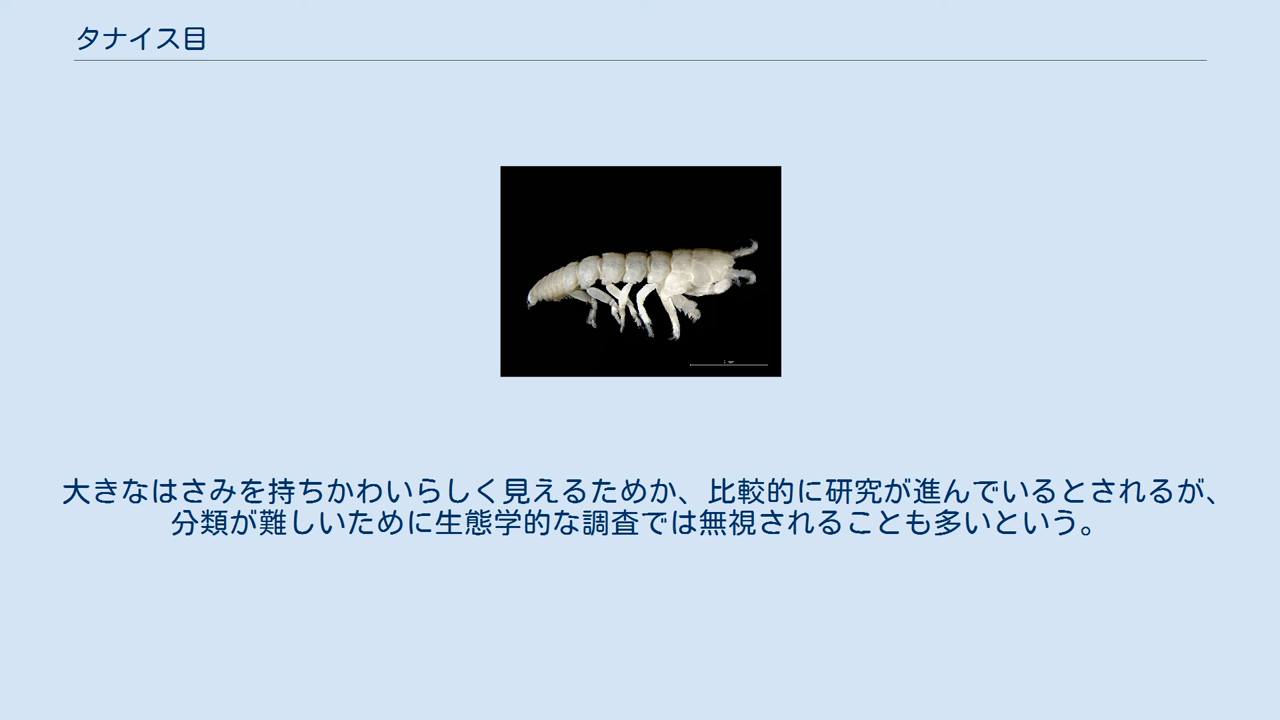 タナイス目
大きなはさみを持ちかわいらしく見えるためか、比較的に研究が進んでいるとされるが、
分類が難しいために生態学的な調査では無視されることも多いという。